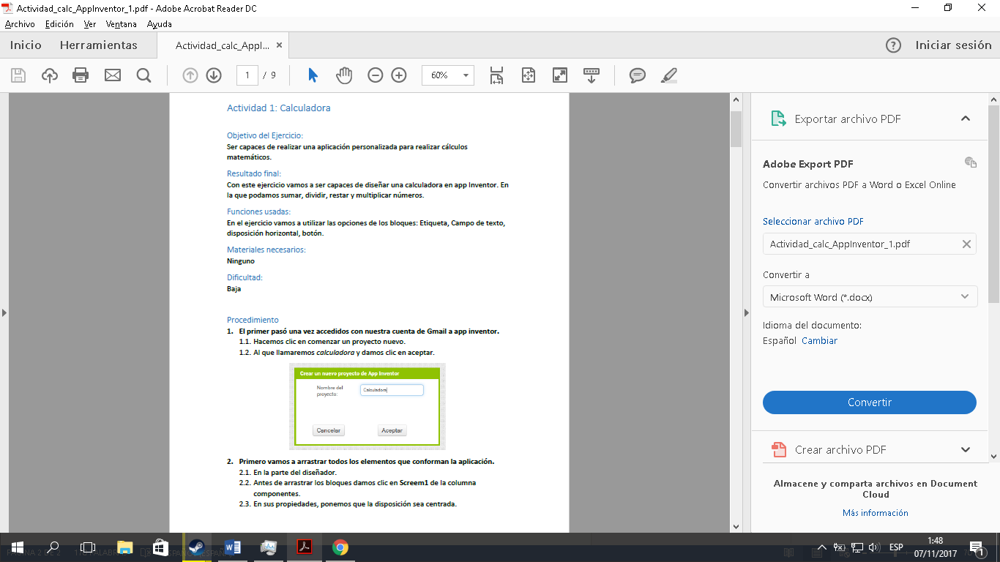 Actividad_calc_AppInventor_1.pdf - Adobe Acrobat Reader DC
Archivo Edición Ver Ventana Ayuda
Inicio Herramientas Actividad_calc_AppI... × ? Iniciar sesión
1 / 9 60%
Actividad 1: Calculadora
Objetivo del Ejercicio:
Ser capaces de realizar una aplicación personalizada para realizar cálculos
matemáticos.
Resultado final:
Con este ejercicio vamos a ser capaces de diseñar una calculadora en app Inventor. En
la que podamos sumar, dividir, restar y multiplicar números.
Funciones usadas:
En el ejercicio vamos a utilizar las opciones de los bloques: Etiqueta, Campo de texto,
disposición horizontal, botón.
Materiales necesarios:
Ninguno
Dificultad:
Baja
Procedimiento
1. El primer pasó una vez accedidos con nuestra cuenta de Gmail a app inventor.
1.1. Hacemos clic en comenzar un proyecto nuevo.
1.2. Al que llamaremos calculadora y damos clic en aceptar.
Crear un nuevo proyecto de App Inventor
Nombre del
proyecto:
Calculadora
Cancelar Aceptar
2. Primero vamos a arrastrar todos los elementos que conforman la aplicación.
2.1. En la parte del diseñador.
2.2. Antes de arrastrar los bloques damos clic en Screem1 de la columna
componentes.
2.3. En sus propiedades, ponemos que la disposición sea centrada.
Exportar archivo PDF
Adobe Export PDF
Convertir archivos PDF a Word o Excel Online
Seleccionar archivo PDF
Actividad_calc_AppInventor_1.pdf
Convertir a
Microsoft Word (*.docx)
Idioma del documento:
Español Cambiar
Convertir
Crear archivo PDF
Almacene y comparta archivos en Document
Cloud
Más información
ESP
1:48
07/11/2017
1